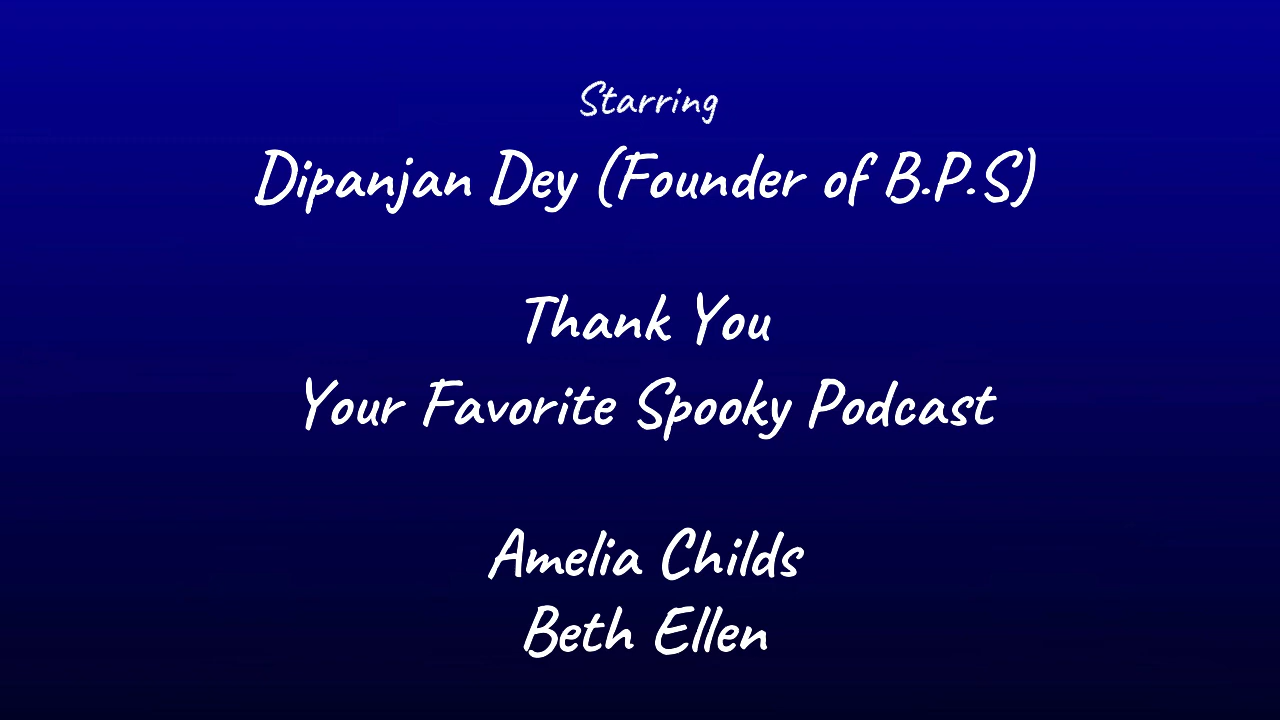 Starring
Dipanjan Dey (Founder of B.P.S)
Thank You
Your Favorite Spooky Podcast
Amelia Childs
Beth Ellen